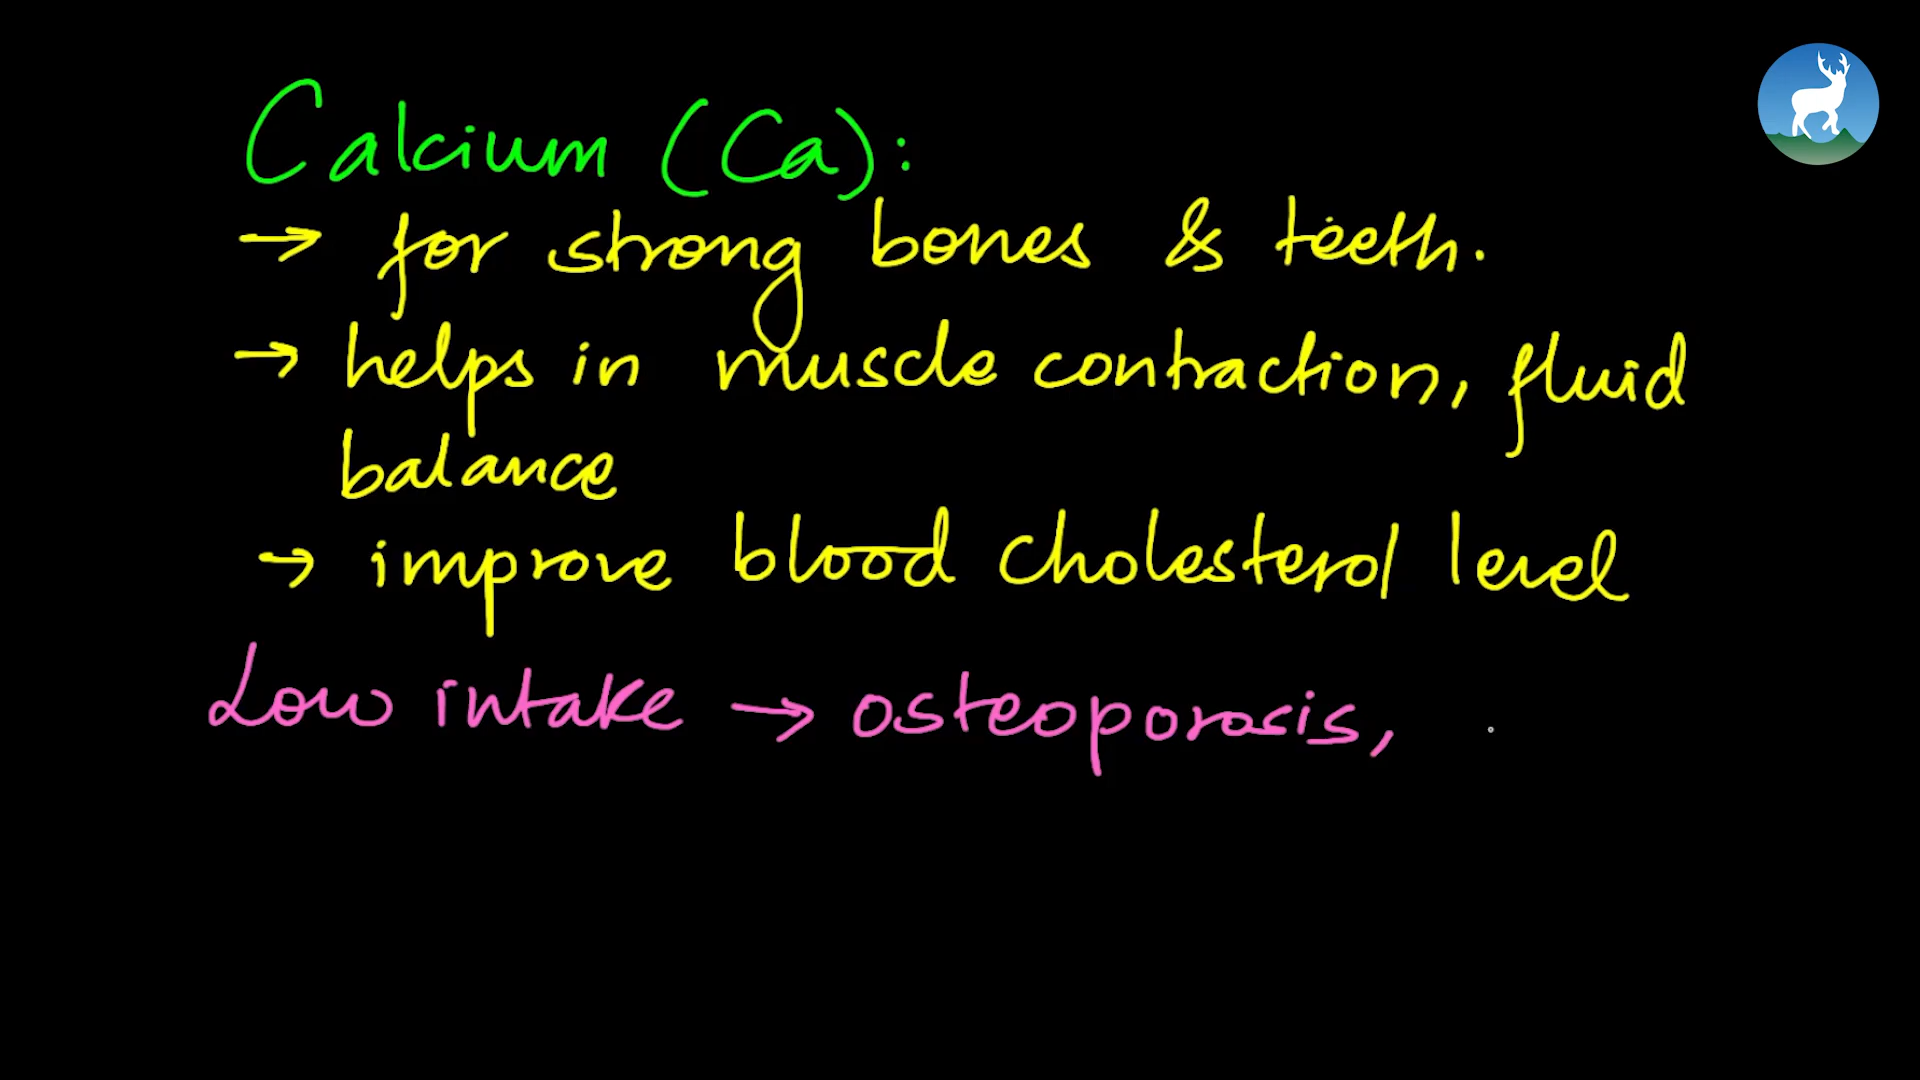 Calcium (Ca):
→ for strong bones & teeth.
→ helps in muscle contraction, fluid
balance
→ improve blood cholesterol level
Low intake → osteoporosis,